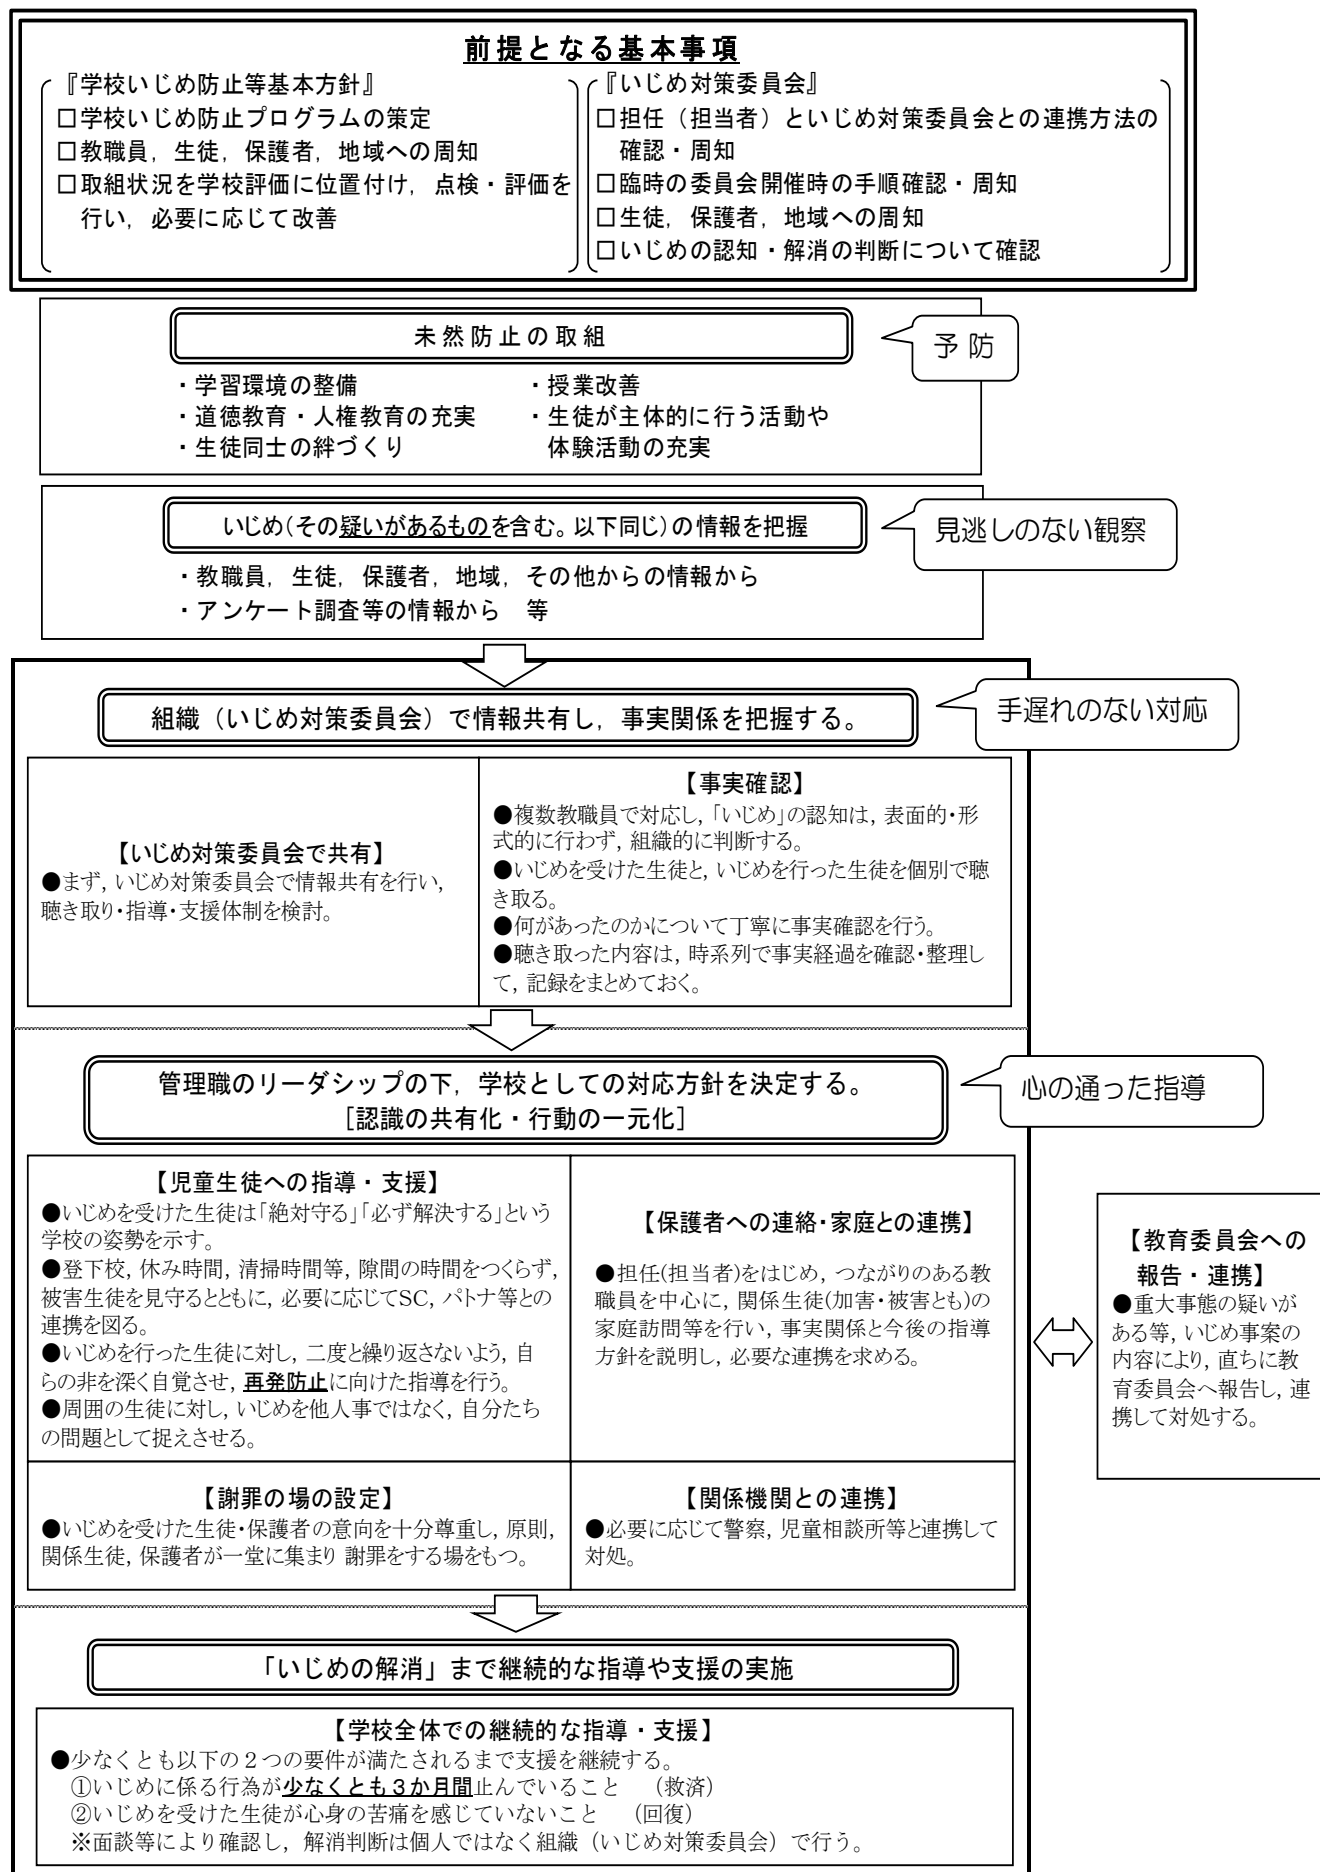 前提となる基本事項
『学校いじめ防止等基本方針』
□学校いじめ防止プログラムの策定
□教職員，生徒，保護者，地域への周知
□取組状況を学校評価に位置付け，点検・評価を
行い，必要に応じて改善
『いじめ対策委員会』
□担任（担当者）といじめ対策委員会との連携方法の
確認・周知
□臨時の委員会開催時の手順確認・周知
□生徒，保護者，地域への周知
□いじめの認知・解消の判断について確認
未然防止の取組
予 防
・学習環境の整備
・道徳教育・人権教育の充実
・生徒同士の絆づくり
・授業改善
・生徒が主体的に行う活動や
体験活動の充実
いじめ(その疑いがあるものを含む。以下同じ)の情報を把握
見逃しのない観察
・教職員，生徒，保護者，地域，その他からの情報から
・アンケート調査等の情報から　等
組織（いじめ対策委員会）で情報共有し，事実関係を把握する。
手遅れのない対応
【いじめ対策委員会で共有】
●まず，いじめ対策委員会で情報共有を行い，
聴き取り・指導・支援体制を検討。
【事実確認】
●複数教職員で対応し，「いじめ」の認知は，表面的・形
式的に行わず，組織的に判断する。
●いじめを受けた生徒と，いじめを行った生徒を個別で聴
き取る。
●何があったのかについて丁寧に事実確認を行う。
●聴き取った内容は，時系列で事実経過を確認・整理し
て，記録をまとめておく。
管理職のリーダシップの下，学校としての対応方針を決定する。
［認識の共有化・行動の一元化］
心の通った指導
【児童生徒への指導・支援】
●いじめを受けた生徒は「絶対守る」「必ず解決する」という
学校の姿勢を示す。
●登下校，休み時間，清掃時間等，隙間の時間をつくらず，
被害生徒を見守るとともに，必要に応じてSC，パトナ等との
連携を図る。
●いじめを行った生徒に対し，二度と繰り返さないよう，自
らの非を深く自覚させ，再発防止に向けた指導を行う。
●周囲の生徒に対し，いじめを他人事ではなく，自分たち
の問題として捉えさせる。
【保護者への連絡・家庭との連携】
●担任(担当者)をはじめ，つながりのある教
職員を中心に，関係生徒(加害・被害とも)の
家庭訪問等を行い，事実関係と今後の指導
方針を説明し，必要な連携を求める。
【教育委員会への
報告・連携】
●重大事態の疑いが
ある等，いじめ事案の
内容により，直ちに教
育委員会へ報告し，連
携して対処する。
【謝罪の場の設定】
●いじめを受けた生徒・保護者の意向を十分尊重し，原則，
関係生徒，保護者が一堂に集まり 謝罪をする場をもつ。
【関係機関との連携】
●必要に応じて警察，児童相談所等と連携して
対処。
「いじめの解消」まで継続的な指導や支援の実施
【学校全体での継続的な指導・支援】
●少なくとも以下の２つの要件が満たされるまで支援を継続する。
①いじめに係る行為が少なくとも３か月間止んでいること　（救済）
②いじめを受けた生徒が心身の苦痛を感じていないこと　（回復）
※面談等により確認し，解消判断は個人ではなく組織（いじめ対策委員会）で行う。